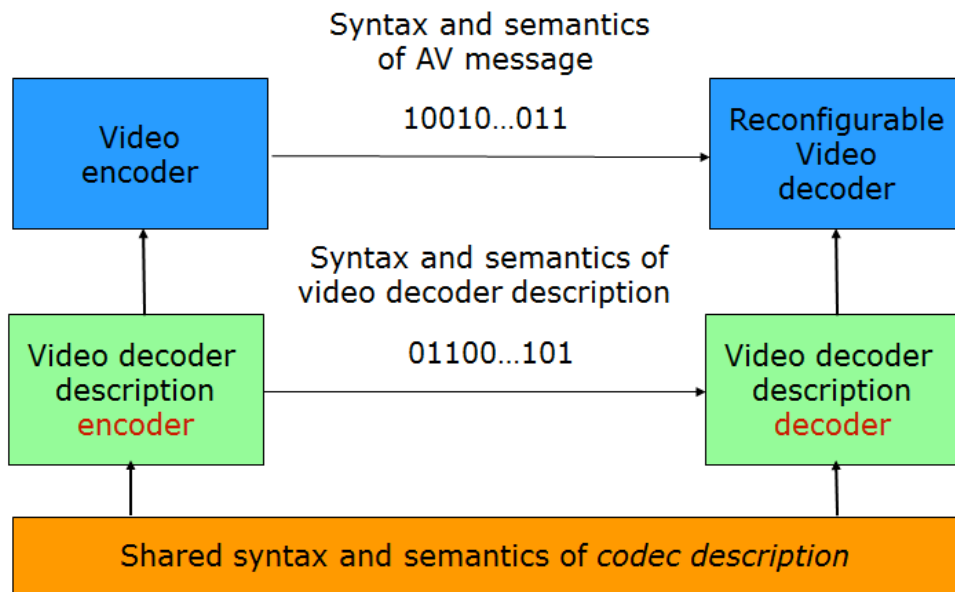 Syntax and semantics
of AV message
10010...011
Video
encoder
Reconfigurable
Video
decoder
Syntax and semantics of
video decoder description
01100...101
Video decoder
description
encoder
Video decoder
description
decoder
Shared syntax and semantics of codec description